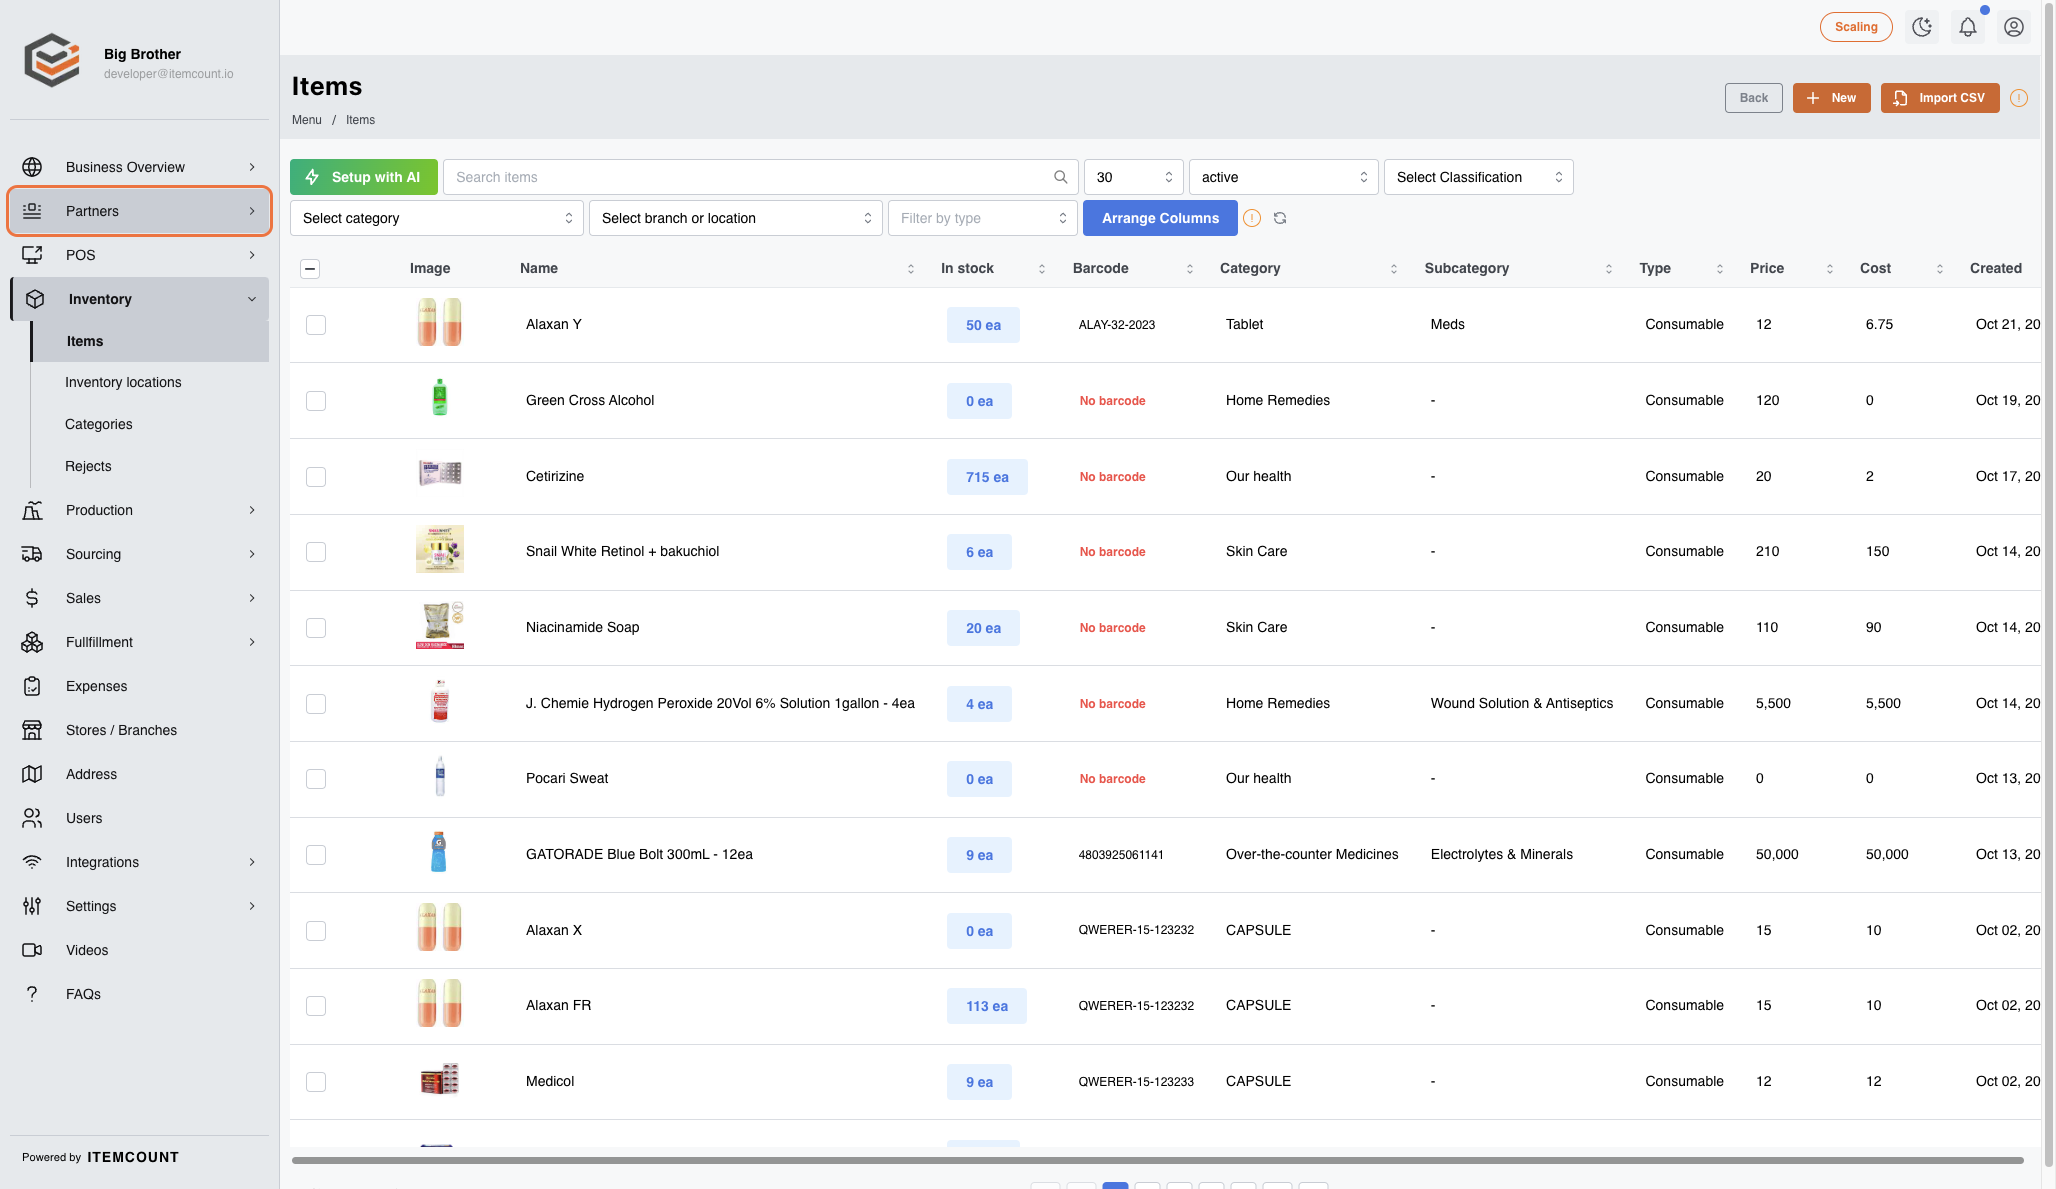 Big Brother
developer@itemcount.io
Scaling
Items
Menu / Items
Back
New
Import CSV
Business Overview
Partners
POS
Inventory
Items
Inventory locations
Categories
Rejects
Production
Sourcing
Sales
Fullfillment
Expenses
Stores / Branches
Address
Users
Integrations
Settings
Videos
FAQs
Powered by ITEMCOUNT
Setup with AI
Search items
30
active
Select Classification
Select category
Select branch or location
Filter by type
Arrange Columns
Image Name In stock Barcode Category Subcategory Type Price Cost Created
Alaxan Y 50 ea ALAY-32-2023 Tablet Meds Consumable 12 6.75 Oct 21, 20
Green Cross Alcohol 0 ea No barcode Home Remedies - Consumable 120 0 Oct 19, 20
Cetirizine 715 ea No barcode Our health - Consumable 20 2 Oct 17, 20
Snail White Retinol + bakuchiol 6 ea No barcode Skin Care - Consumable 210 150 Oct 14, 20
Niacinamide Soap 20 ea No barcode Skin Care - Consumable 110 90 Oct 14, 20
J. Chemie Hydrogen Peroxide 20Vol 6% Solution 1gallon - 4ea 4 ea No barcode Home Remedies Wound Solution & Antiseptics Consumable 5,500 5,500 Oct 14, 20
Pocari Sweat 0 ea No barcode Our health - Consumable 0 0 Oct 13, 20
GATORADE Blue Bolt 300mL - 12ea 9 ea 4803925061141 Over-the-counter Medicines Electrolytes & Minerals Consumable 50,000 50,000 Oct 13, 20
Alaxan X 0 ea QWERER-15-123232 CAPSULE - Consumable 15 10 Oct 02, 20
Alaxan FR 113 ea QWERER-15-123232 CAPSULE - Consumable 15 10 Oct 02, 20
Medicol 9 ea QWERER-15-123233 CAPSULE - Consumable 12 12 Oct 02, 20